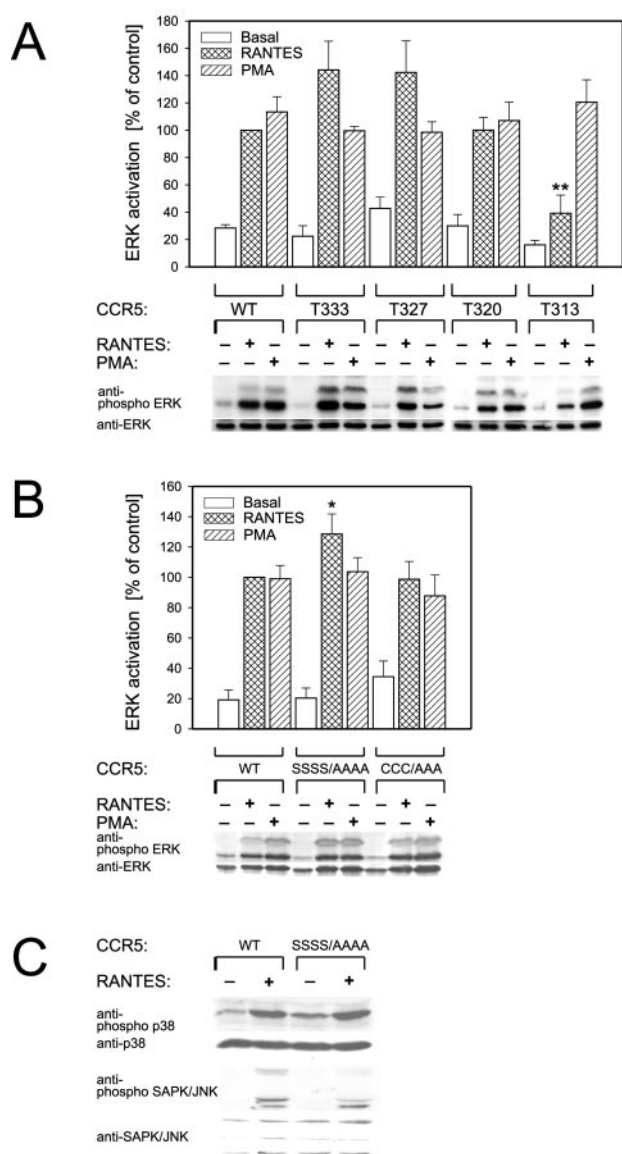 A
ERK activation [% of control]
180
160
140
120
100
80
60
40
20
0
Basal
RANTES
PMA
**
CCR5: WT T333 T327 T320 T313
RANTES: – + – – + – – + – – + – – + –
PMA: – – + – – + – – + – – + – – +
anti-
phospho ERK
anti-ERK
B
ERK activation [% of control]
160
140
120
100
80
60
40
20
0
Basal
RANTES
PMA
*
CCR5: WT SSSS/AAAA CCC/AAA
RANTES: – + – – + – – + –
PMA: – – + – – + – – +
anti-
phospho ERK
anti-ERK
C
CCR5: WT SSSS/AAAA
RANTES: – + – +
anti-
phospho p38
anti-p38
anti-
phospho SAPK/JNK
anti-SAPK/JNK